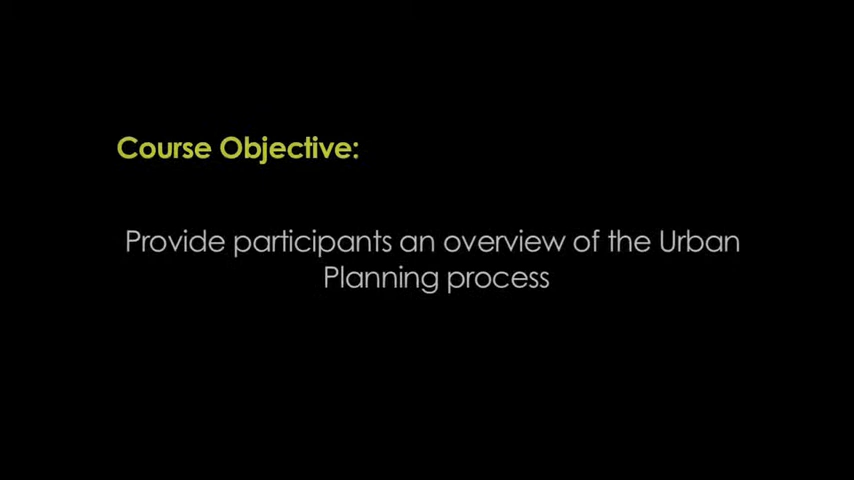 Course Objective:
Provide participants an overview of the Urban
Planning process